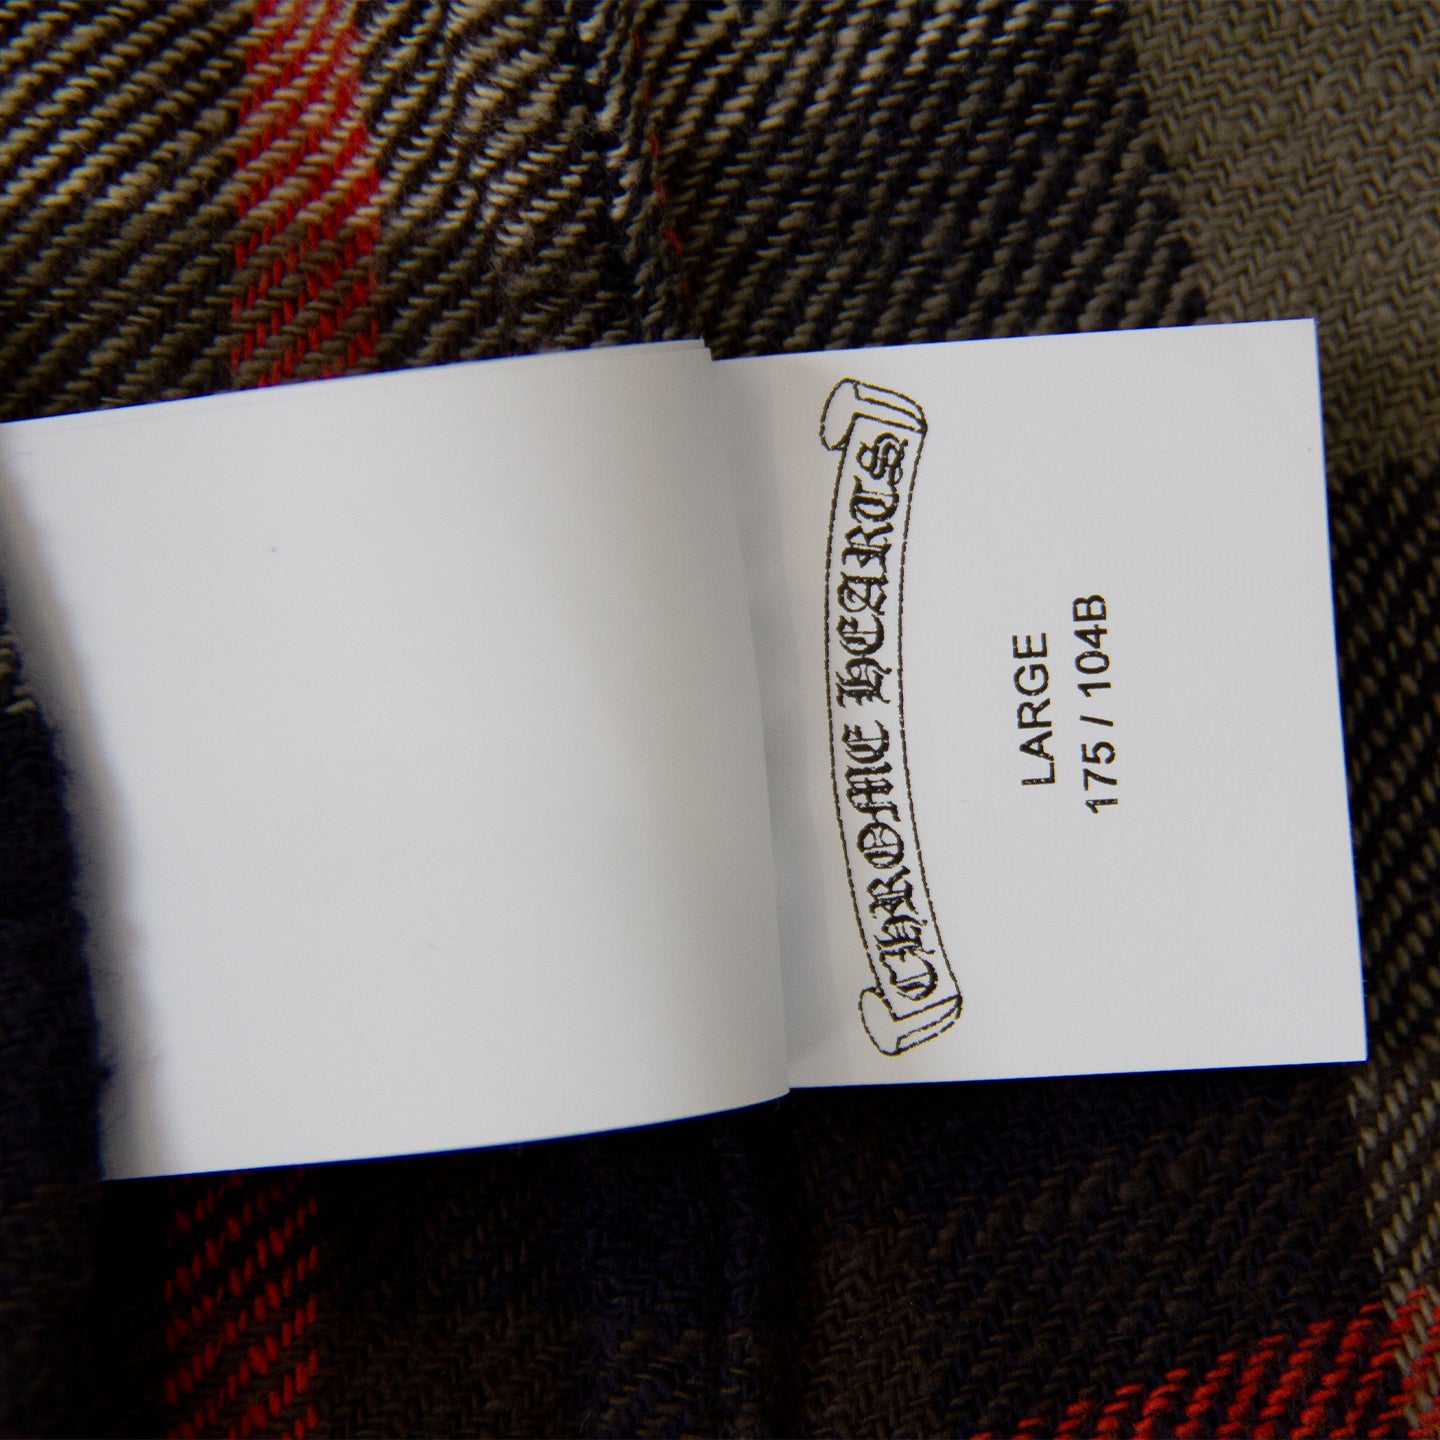 CHROME HEARTS
LARGE
175 / 104B